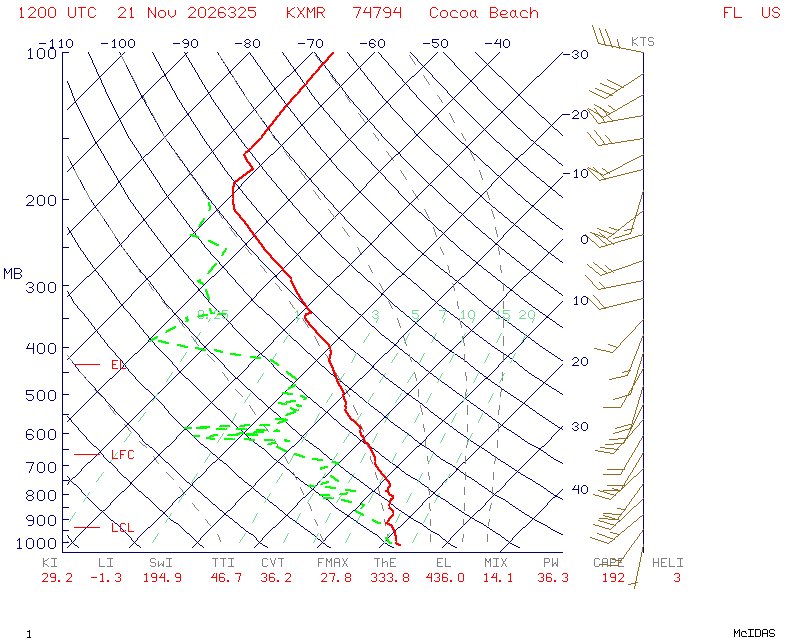 1200 UTC 21 Nov 2026325 KXMR 74794 Cocoa Beach FL US
-110 -100 -90 -80 -70 -60 -50 -40
KTS
100 -30
-20
-10
200
0
MB
300 10
0.25 1 3 5 7 10 15 20
400 20
EL
500
600 30
LFC
700
800 40
900 LCL
1000
KI LI SWI TTI CVT FMAX ThE EL MIX PW CAPE HELI
29.2 -1.3 194.9 46.7 36.2 27.8 333.8 436.0 14.1 36.3 192 3
1 McIDAS